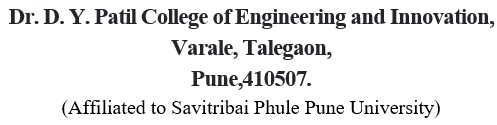 Dr. D. Y. Patil College of Engineering and Innovation,
Varale, Talegaon,
Pune,410507.
(Affiliated to Savitribai Phule Pune University)